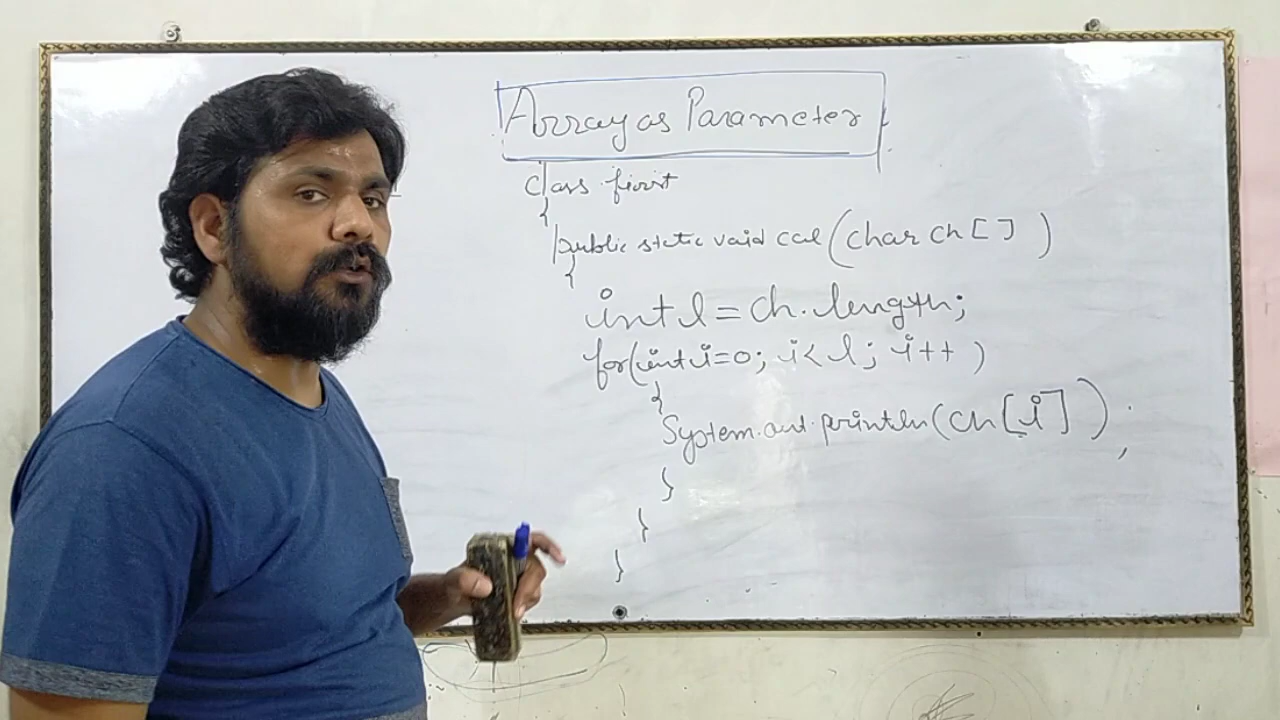 Array as Parameter
class first
{
public static void cal (char ch[])
{
int l = ch.length;
for(int i=0; i<l; i++)
{
System.out.println(ch[i]);
}
}
}